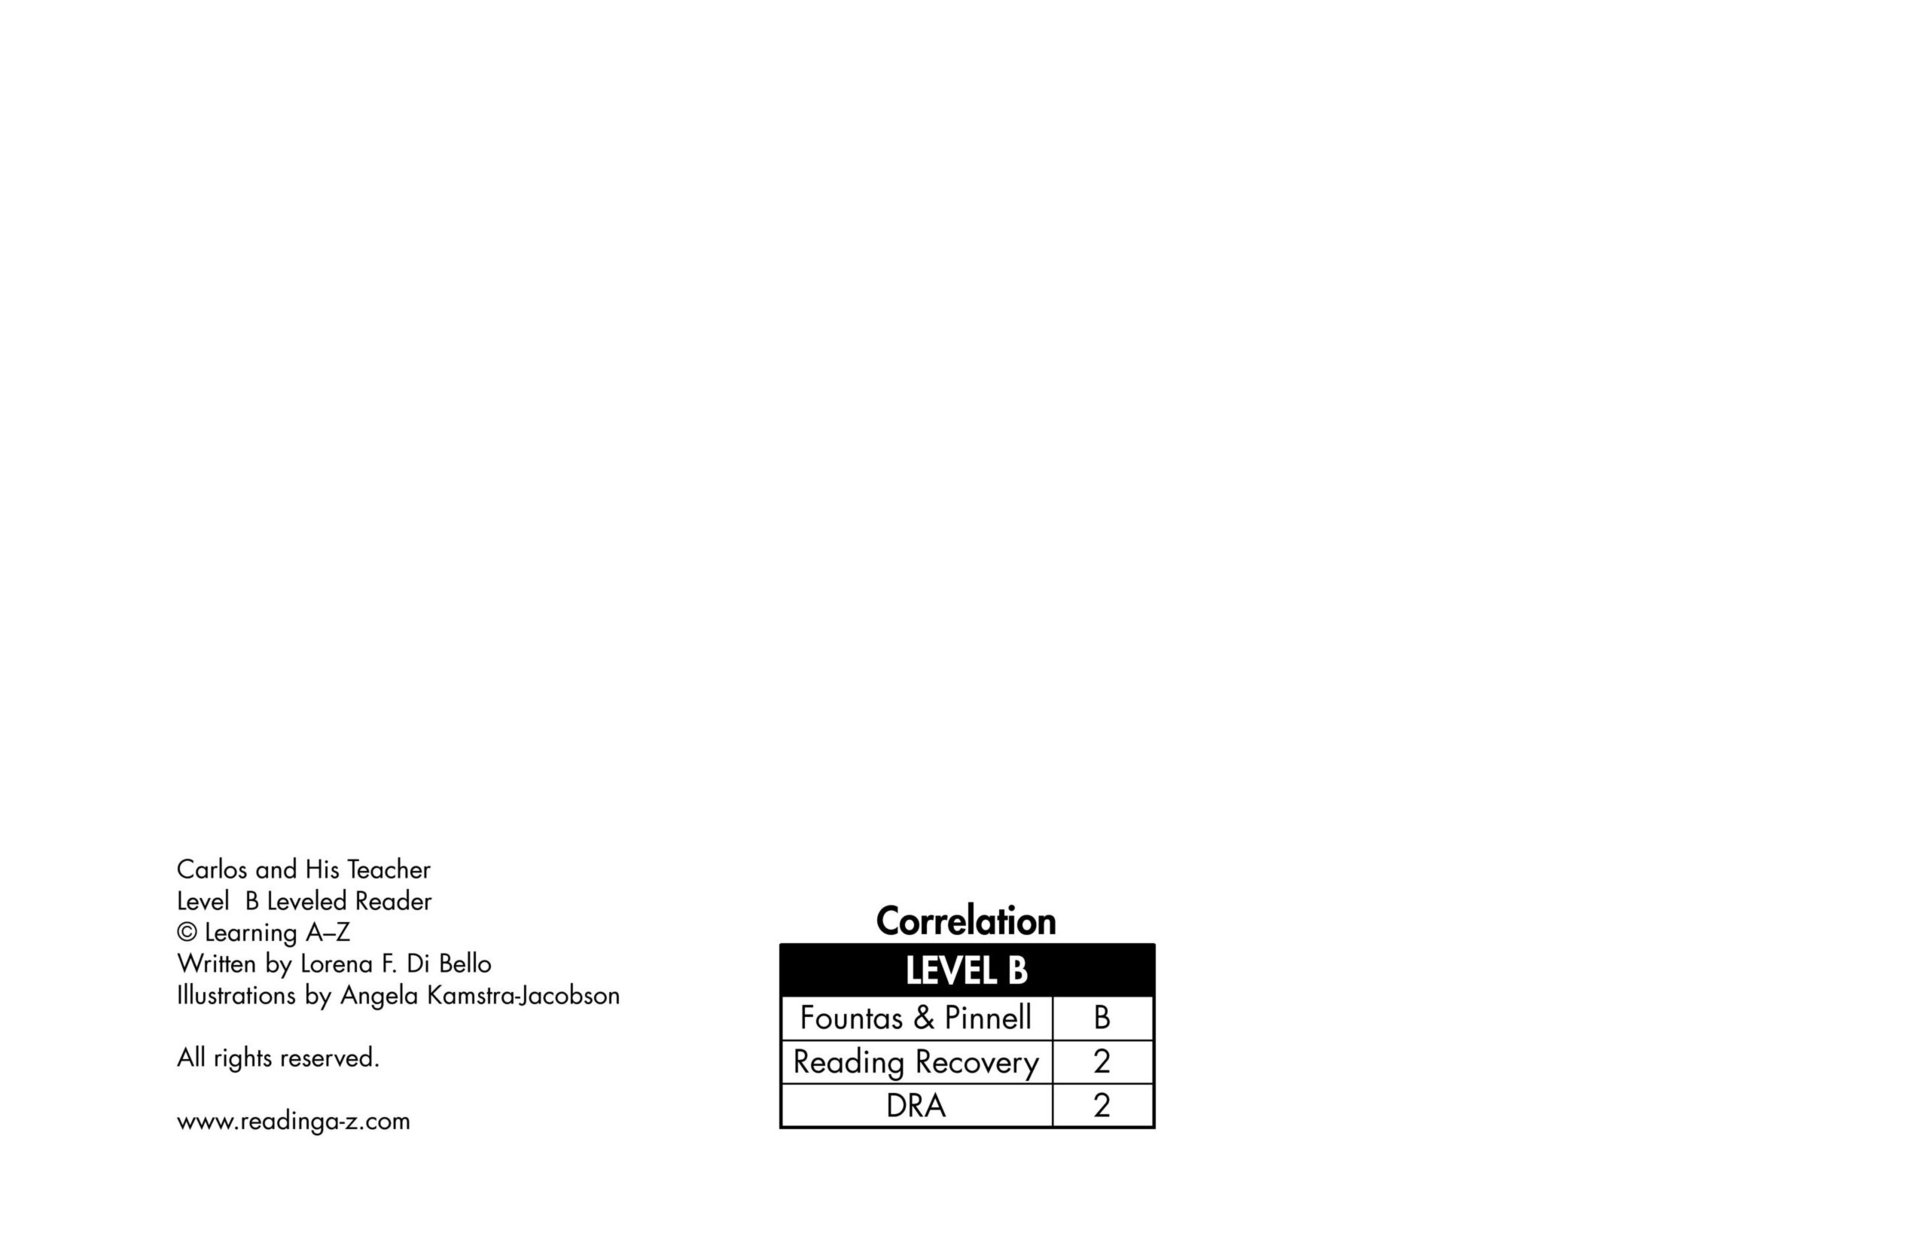 Carlos and His Teacher
Level  B Leveled Reader
© Learning A–Z
Written by Lorena F. Di Bello
Illustrations by Angela Kamstra-Jacobson
All rights reserved.
www.readinga-z.com
Correlation
LEVEL B
Fountas & Pinnell B
Reading Recovery 2
DRA 2